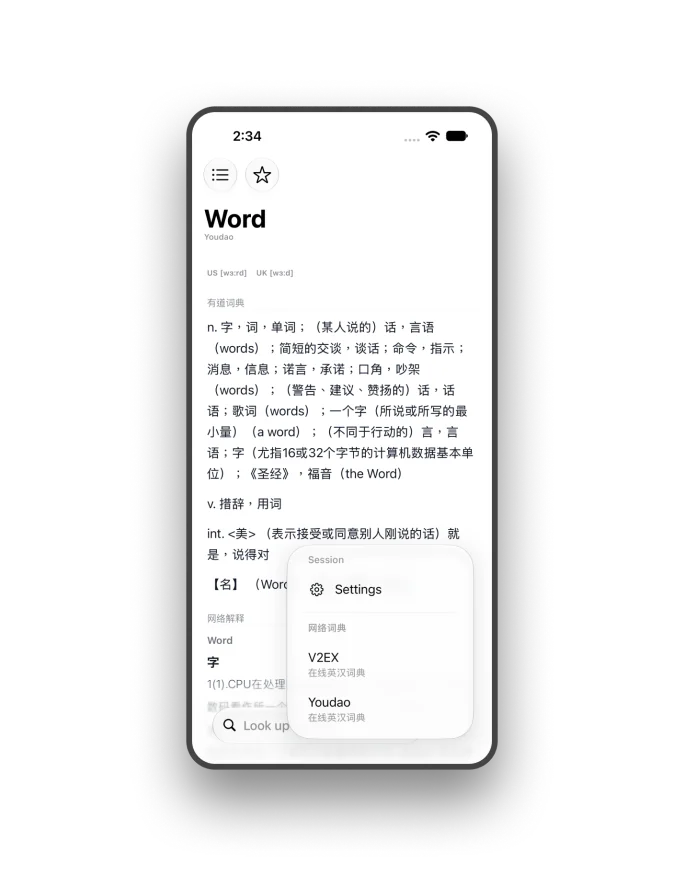 2:34
Word
Youdao
US [wɜːrd] UK [wɜːd]
有道词典
n. 字，词，单词；（某人说的）话，言语
（words）；简短的交谈，谈话；命令，指示；
消息，信息；诺言，承诺；口角，吵架
（words）；（警告、建议、赞扬的）话，话
语；歌词（words）；一个字（所说或所写的最
小量）（a word）；（不同于行动的）言，言
语；字（尤指16或32个字节的计算机数据基本单
位）；《圣经》，福音（the Word）
v. 措辞，用词
int. <美> （表示接受或同意别人刚说的话）就
是，说得对
【名】（Word
网络解释
Word
字
1(1).CPU在处理
Look up
Session
Settings
网络词典
V2EX
在线英汉词典
Youdao
在线英汉词典